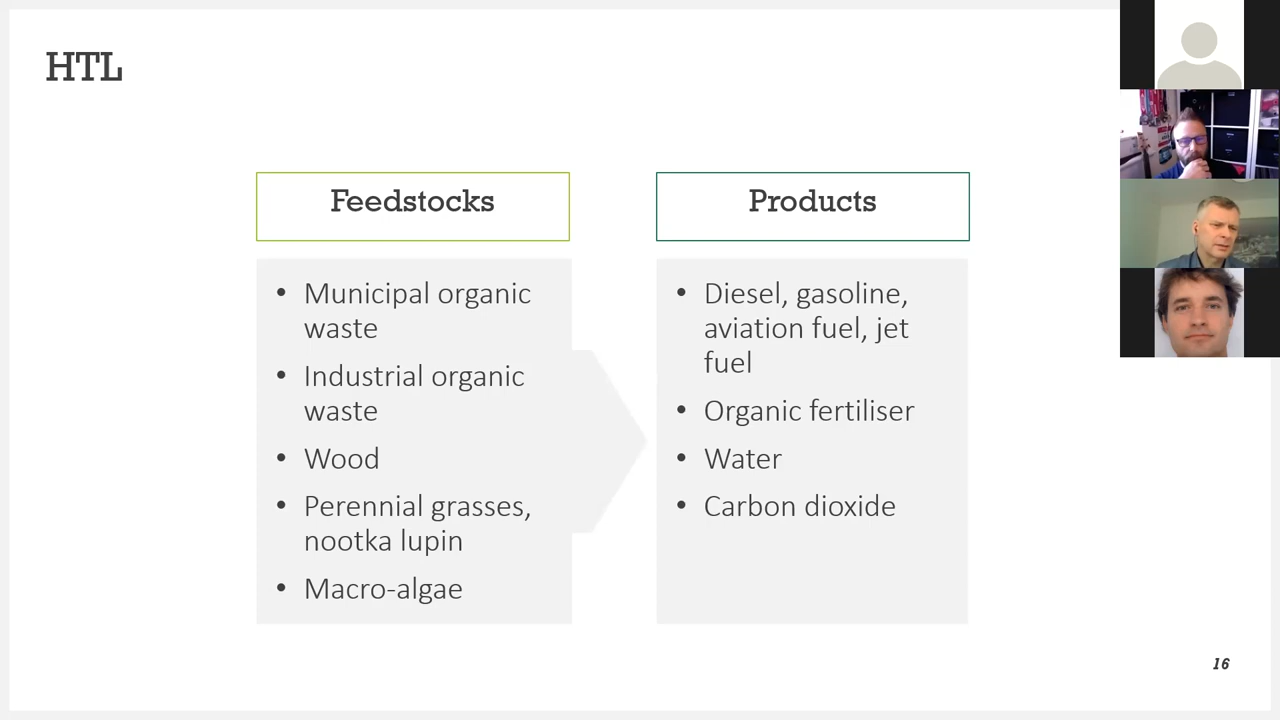 HTL
Feedstocks
• Municipal organic
waste
• Industrial organic
waste
• Wood
• Perennial grasses,
nootka lupin
• Macro-algae
Products
• Diesel, gasoline,
aviation fuel, jet
fuel
• Organic fertiliser
• Water
• Carbon dioxide
16